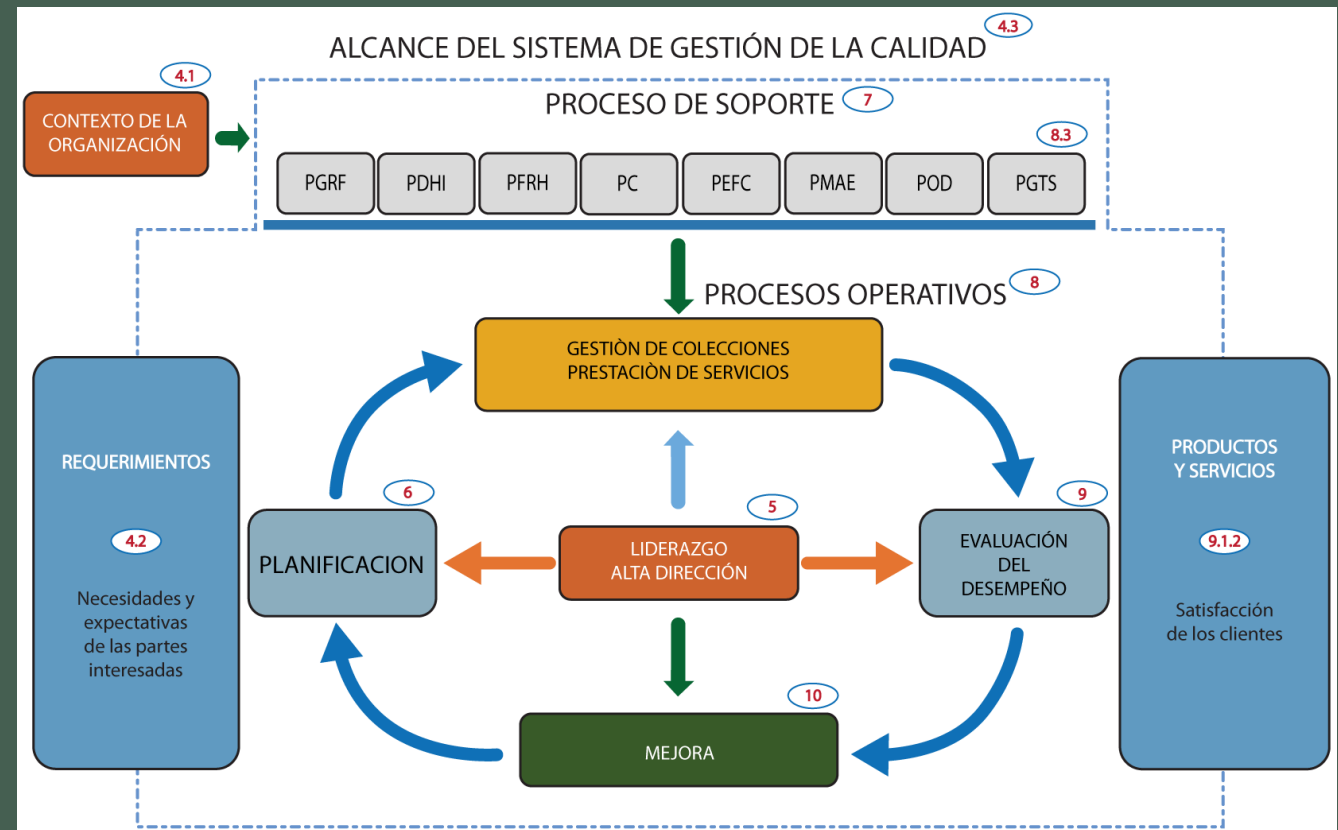 ALCANCE DEL SISTEMA DE GESTIÓN DE LA CALIDAD 4.3
4.1
CONTEXTO DE LA
ORGANIZACIÓN
PROCESO DE SOPORTE 7
8.3
PGRF PDHI PFRH PC PEFC PMAE POD PGTS
PROCESOS OPERATIVOS 8
GESTIÒN DE COLECCIONES
PRESTACIÒN DE SERVICIOS
REQUERIMIENTOS
4.2
Necesidades y
expectativas
de las partes
interesadas
6
PLANIFICACION
5
LIDERAZGO
ALTA DIRECCIÓN
9
EVALUACIÓN
DEL
DESEMPEÑO
PRODUCTOS
Y SERVICIOS
9.1.2
Satisfacción
de los clientes
10
MEJORA